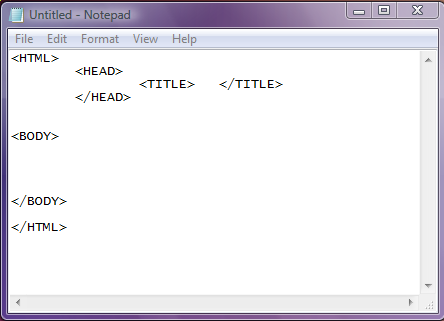 Untitled - Notepad
File Edit Format View Help
<HTML>
<HEAD>
<TITLE> </TITLE>
</HEAD>
<BODY>
</BODY>
</HTML>